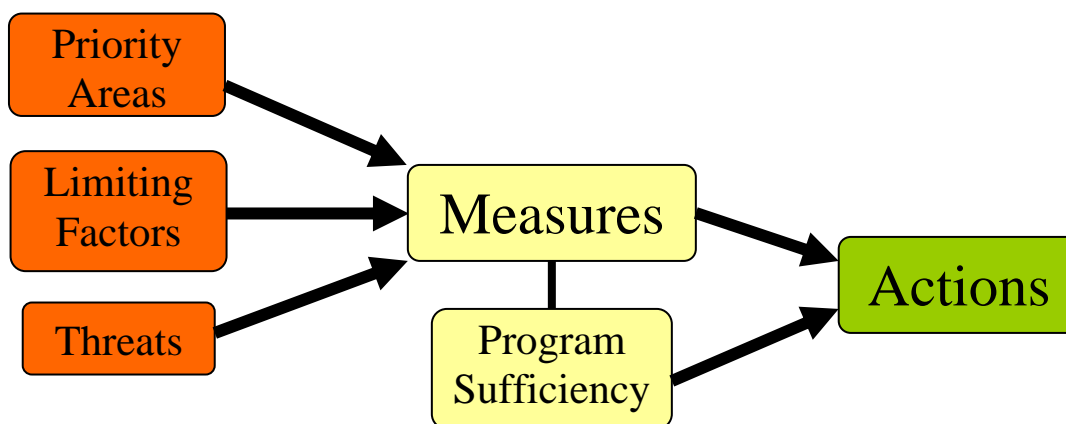 Priority
Areas
Limiting
Factors
Threats
Measures
Program
Sufficiency
Actions